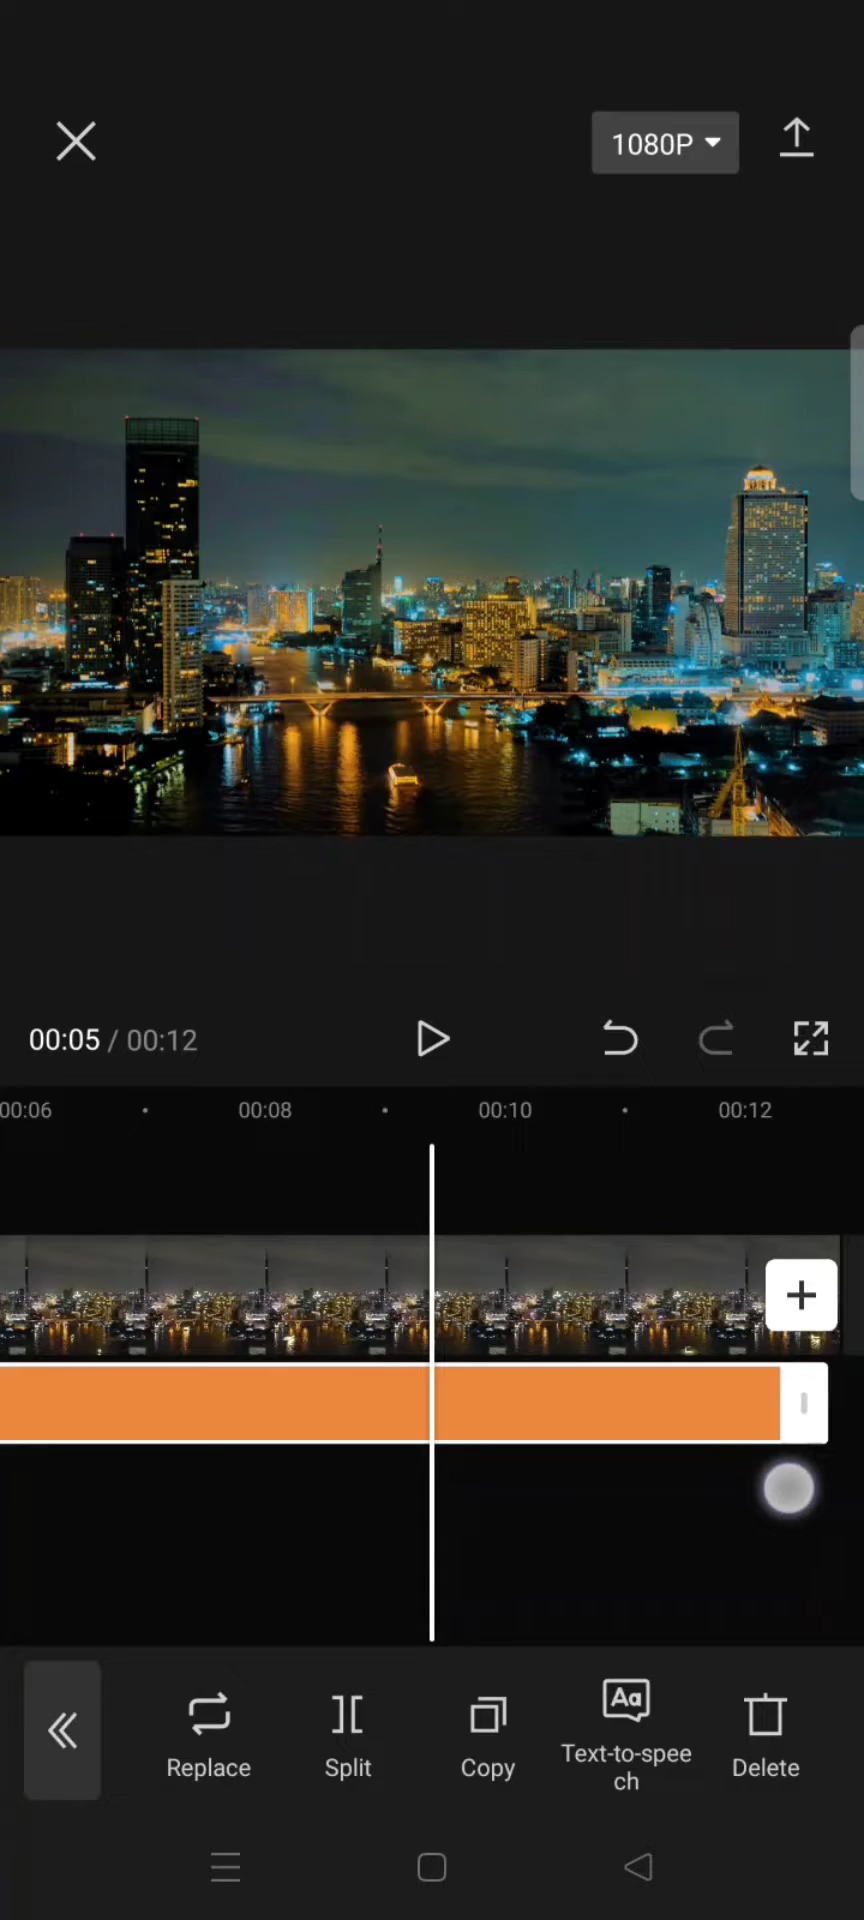 1080P
00:05 / 00:12
00:06 00:08 00:10 00:12
Replace
Split
Copy
Aa
Text-to-spee
ch
Delete